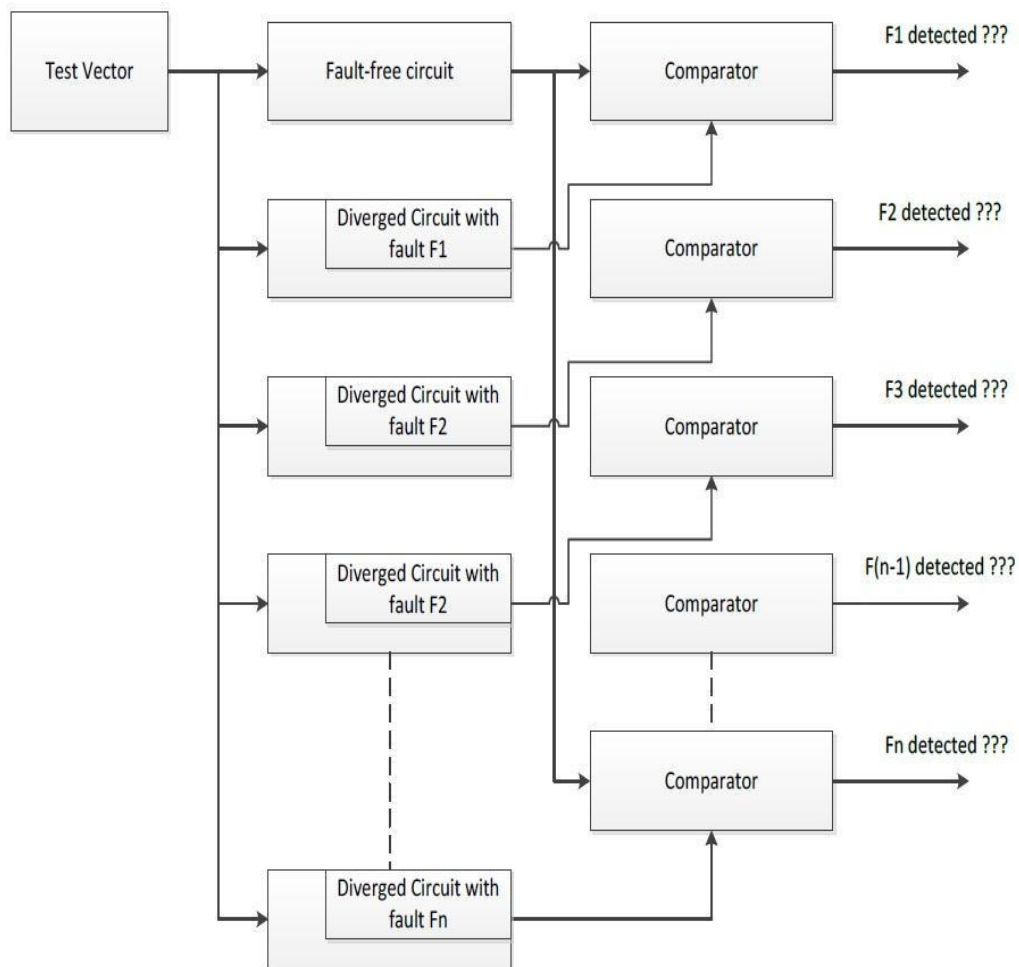 F1 detected ???
Test Vector
Fault-free circuit
Comparator
Diverged Circuit with
fault F1
Comparator
F2 detected ???
Diverged Circuit with
fault F2
Comparator
F3 detected ???
Diverged Circuit with
fault F2
Comparator
F(n-1) detected ???
Comparator
Fn detected ???
Diverged Circuit with
fault Fn